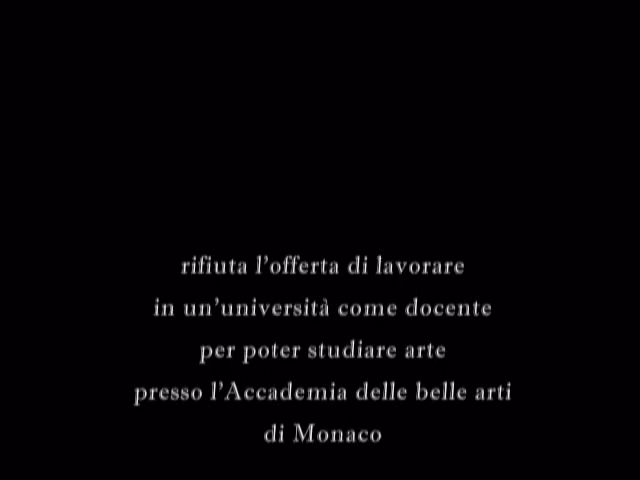 rifiuta l'offerta di lavorare
in un'università come docente
per poter studiare arte
presso l'Accademia delle belle arti
di Monaco